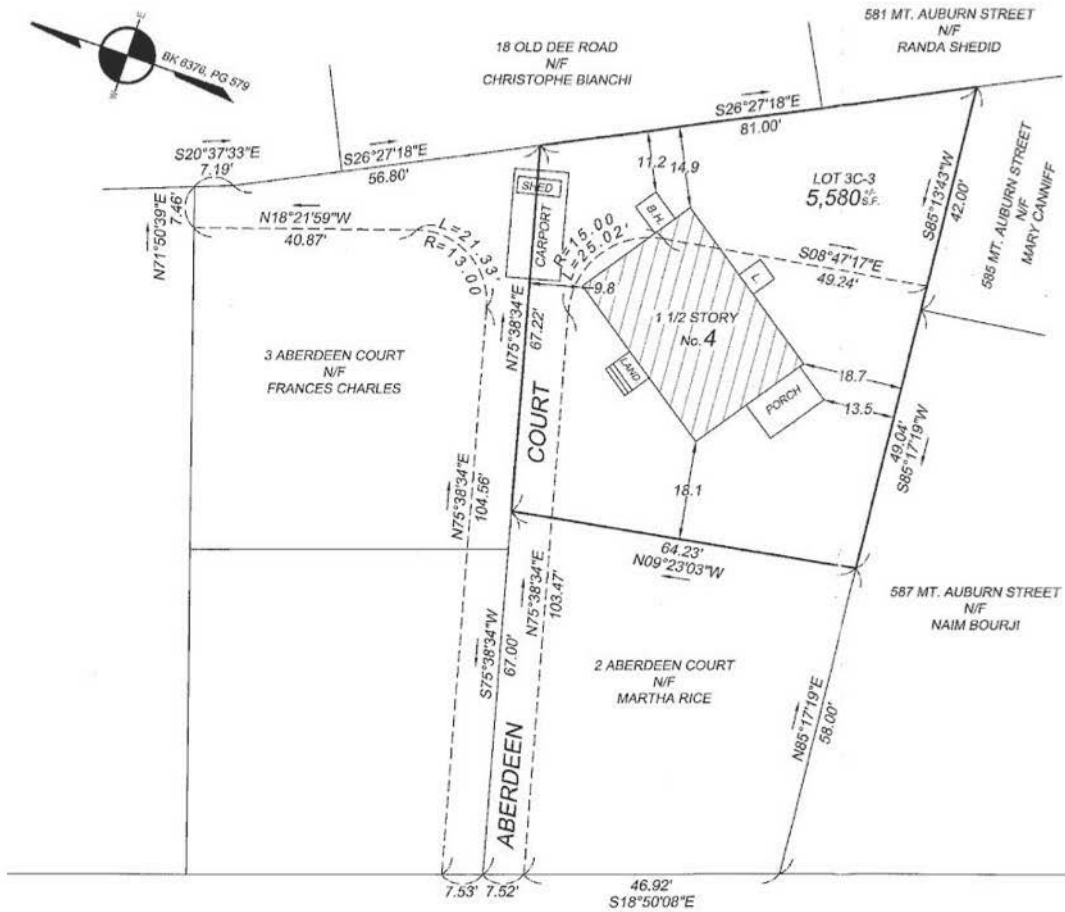 581 MT. AUBURN STREET
N/F
RANDA SHEDID
18 OLD DEE ROAD
N/F
CHRISTOPHE BIANCHI
E
W
BK 6376, PG 579
S26°27'18"E
81.00'
S20°37'33"E
7.19'
S26°27'18"E
56.80'
11.2
14.9
LOT 3C-3
5,580 +/- S.F.
S85°13'43"W
42.00'
585 MT. AUBURN STREET
N/F
MARY CANNIFF
N71°50'39"E
7.46'
N18°21'59"W
40.87'
L=21.33'
R=13.00
SHED
CARPORT
R=15.00
L=25.02'
B.H.
S08°47'17"E
49.24'
L
9.8
1 1/2 STORY
No. 4
N75°38'34"E
67.22'
3 ABERDEEN COURT
N/F
FRANCES CHARLES
LAND
PORCH
18.7
13.5
49.04'
S85°17'19"W
COURT
N75°38'34"E
104.56'
18.1
64.23'
N09°23'03"W
N75°38'34"E
103.47'
587 MT. AUBURN STREET
N/F
NAIM BOURJI
S75°38'34"W
67.00'
2 ABERDEEN COURT
N/F
MARTHA RICE
N85°17'19"E
58.00'
ABERDEEN
7.53'
7.52'
46.92'
S18°50'08"E